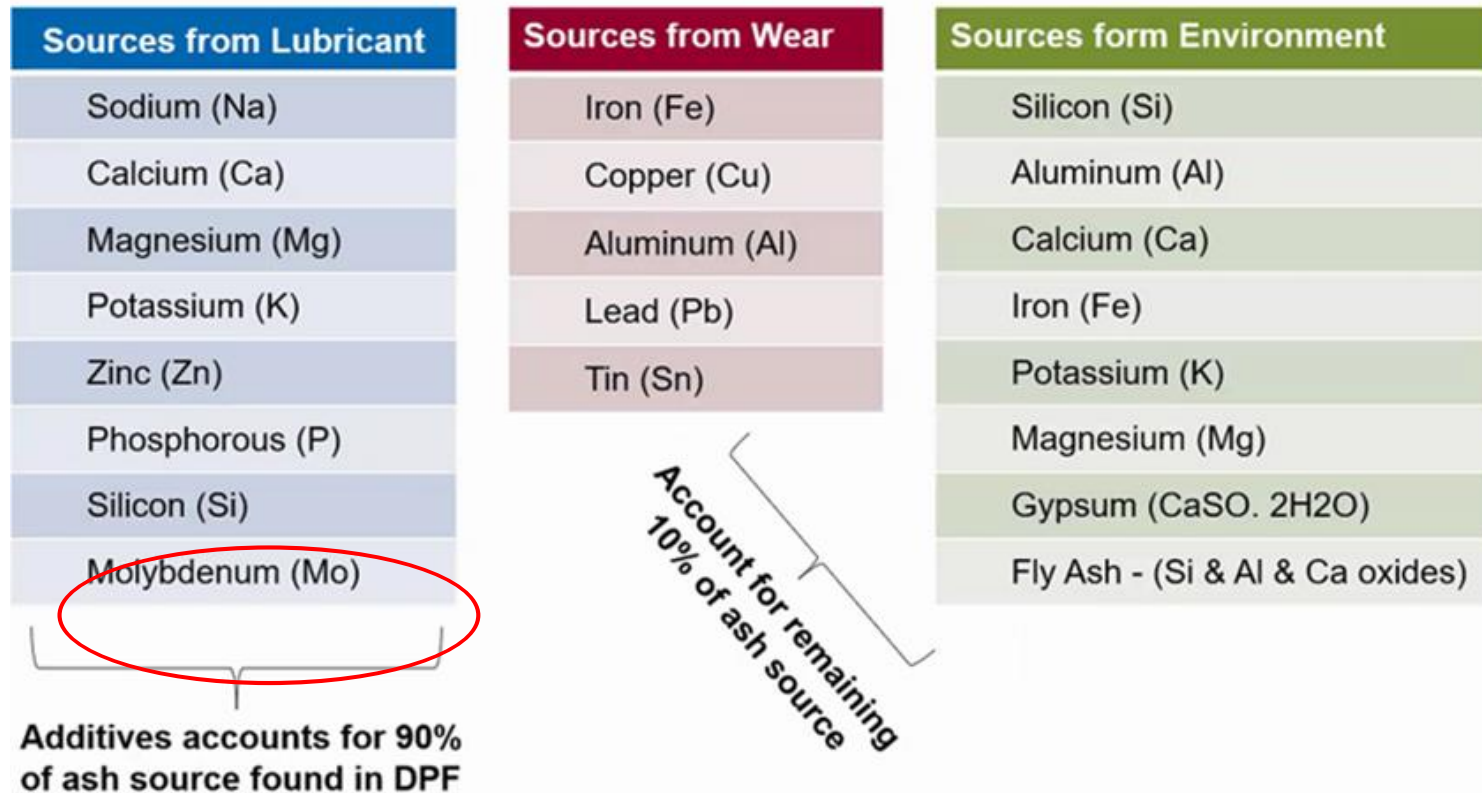 Sources from Lubricant
Sodium (Na)
Calcium (Ca)
Magnesium (Mg)
Potassium (K)
Zinc (Zn)
Phosphorous (P)
Silicon (Si)
Molybdenum (Mo)
Additives accounts for 90%
of ash source found in DPF
Sources from Wear
Iron (Fe)
Copper (Cu)
Aluminum (Al)
Lead (Pb)
Tin (Sn)
Account for remaining
10% of ash source
Sources form Environment
Silicon (Si)
Aluminum (Al)
Calcium (Ca)
Iron (Fe)
Potassium (K)
Magnesium (Mg)
Gypsum (CaSO. 2H2O)
Fly Ash - (Si & Al & Ca oxides)